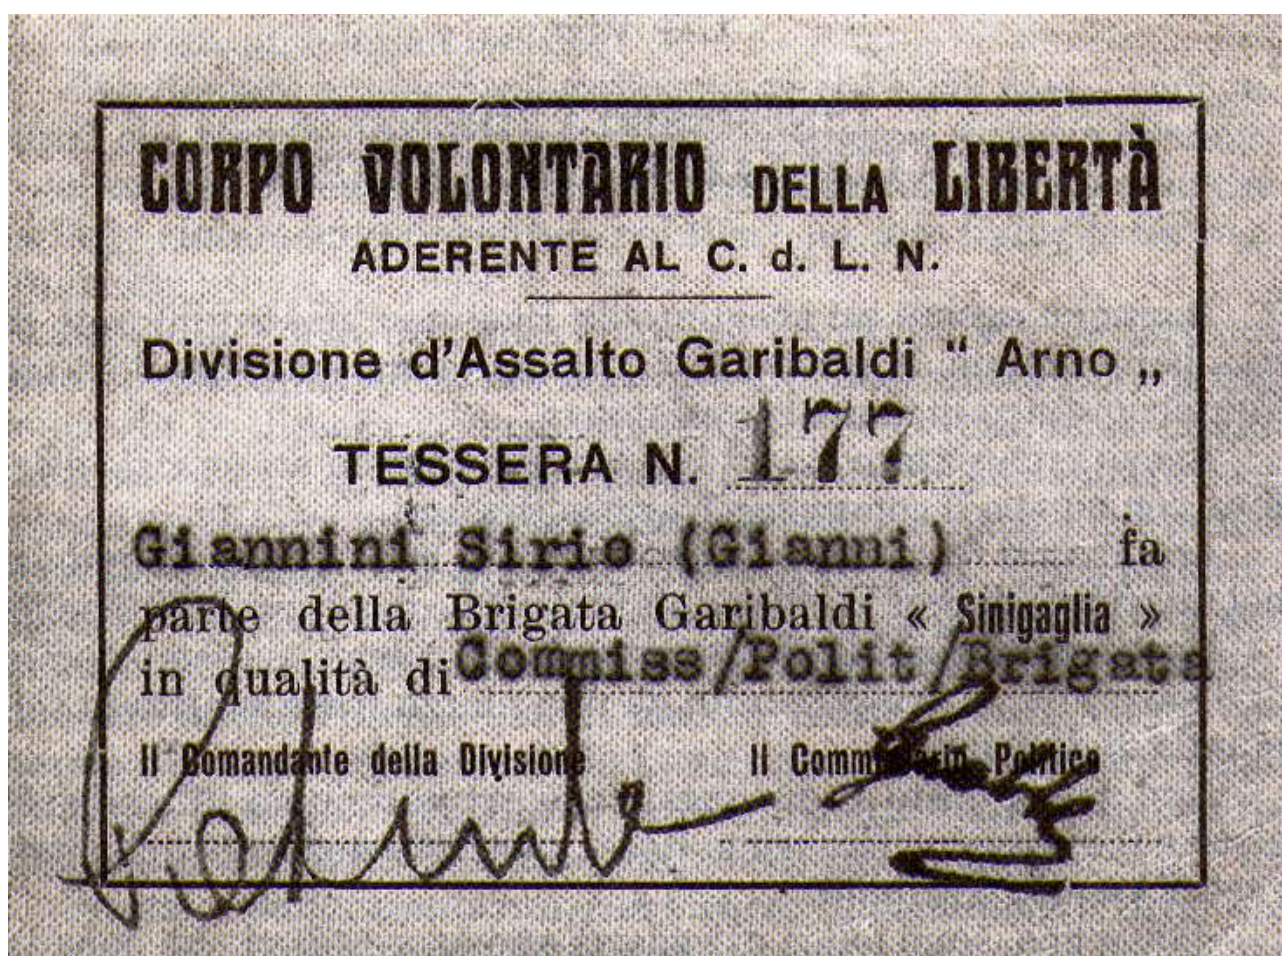 CORPO VOLONTARIO DELLA LIBERTÀ
ADERENTE AL C. d. L. N.
Divisione d'Assalto Garibaldi “ Arno „
TESSERA N. 177
Giannini Sirio (Gianni) fa
parte della Brigata Garibaldi « Sinigaglia »
in qualità di Commiss/Polit/Brigata
Il Comandante della Divisione Il Commissario Politico